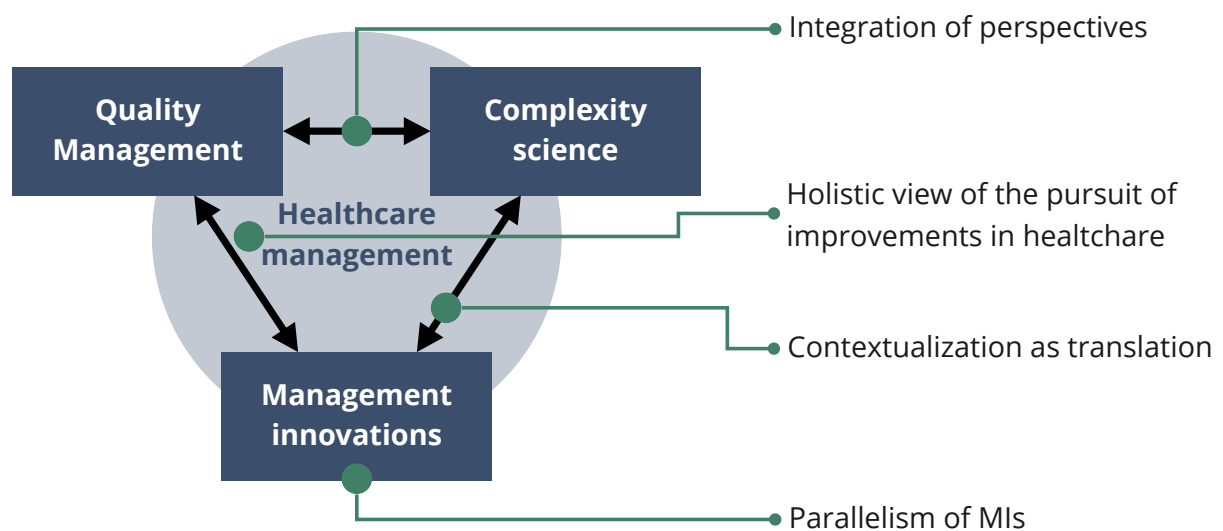 Integration of perspectives
Quality
Management
Complexity
science
Healthcare
management
Holistic view of the pursuit of
improvements in healtchare
Contextualization as translation
Management
innovations
Parallelism of MIs